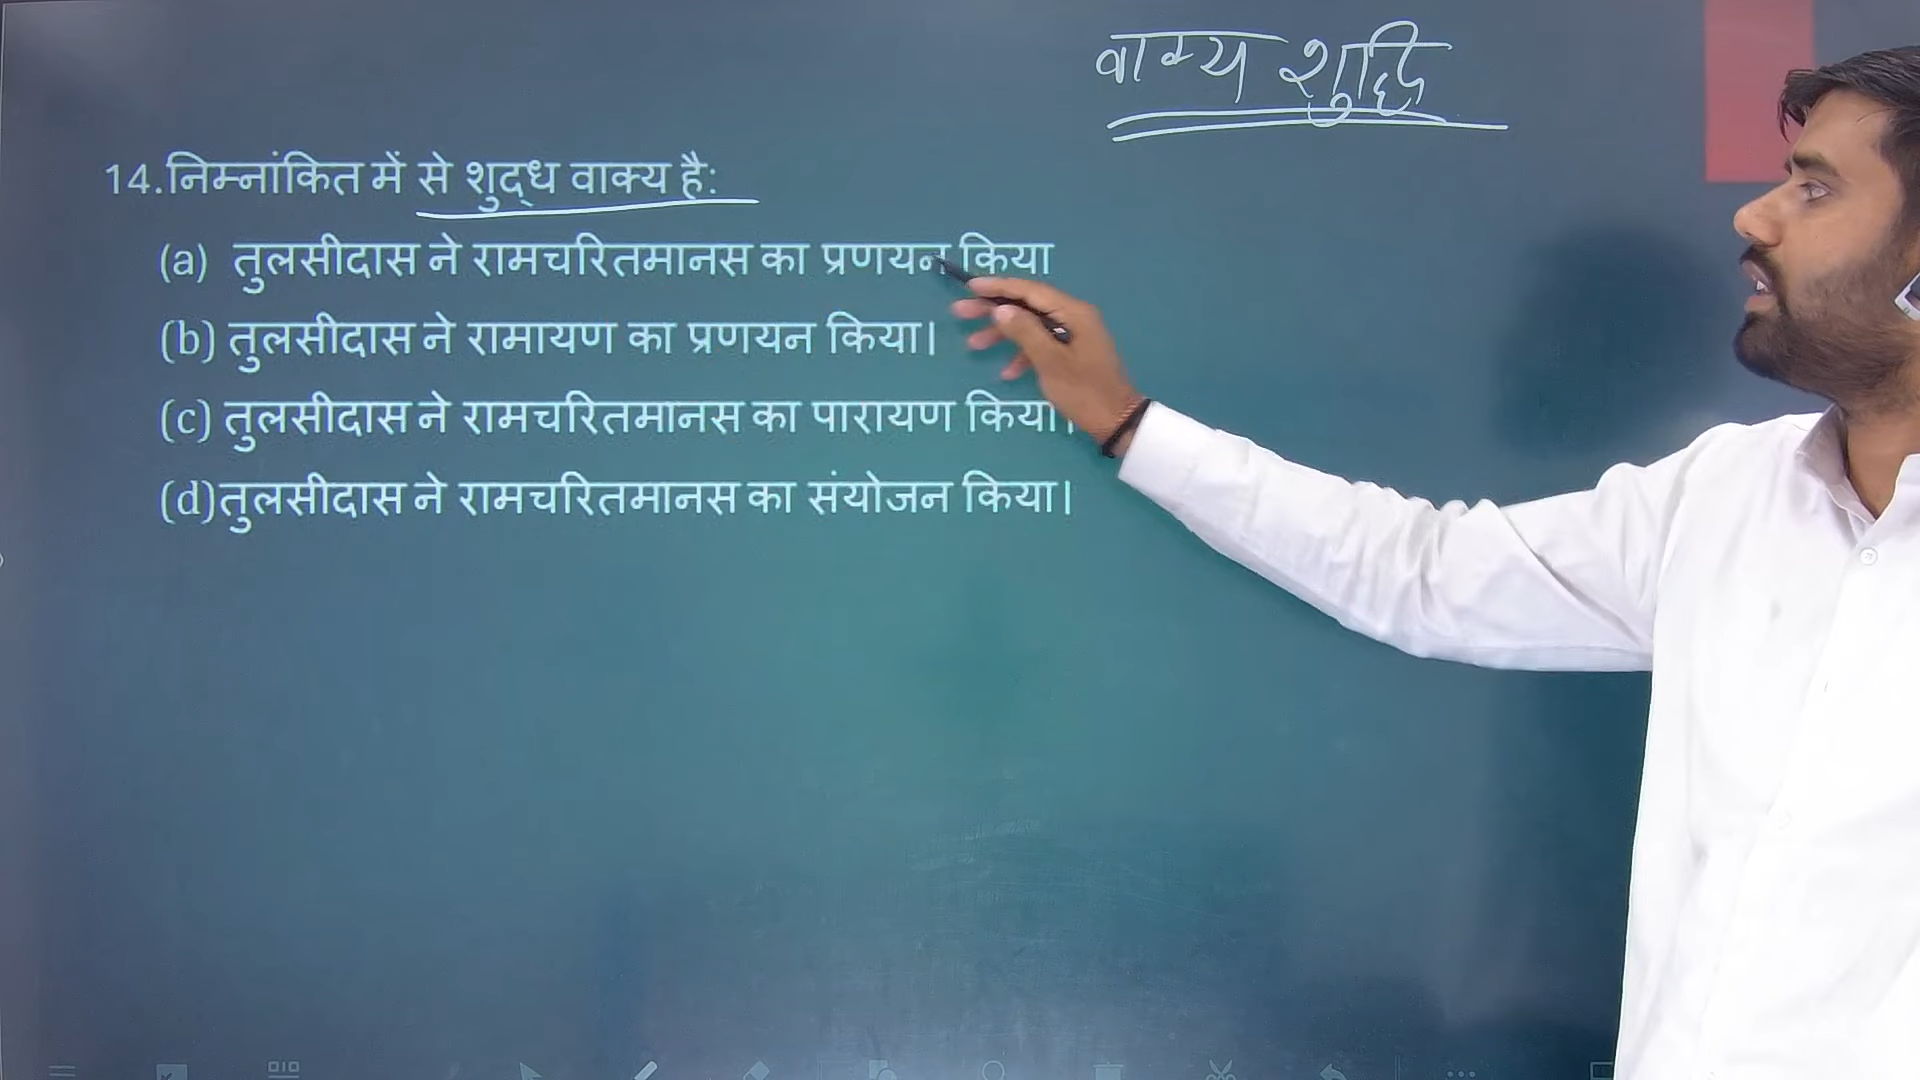 वाक्य शुद्धि
14.निम्नांकित में से शुद्ध वाक्य है:
(a) तुलसीदास ने रामचरितमानस का प्रणयन किया
(b) तुलसीदास ने रामायण का प्रणयन किया।
(c) तुलसीदास ने रामचरितमानस का पारायण किया।
(d)तुलसीदास ने रामचरितमानस का संयोजन किया।